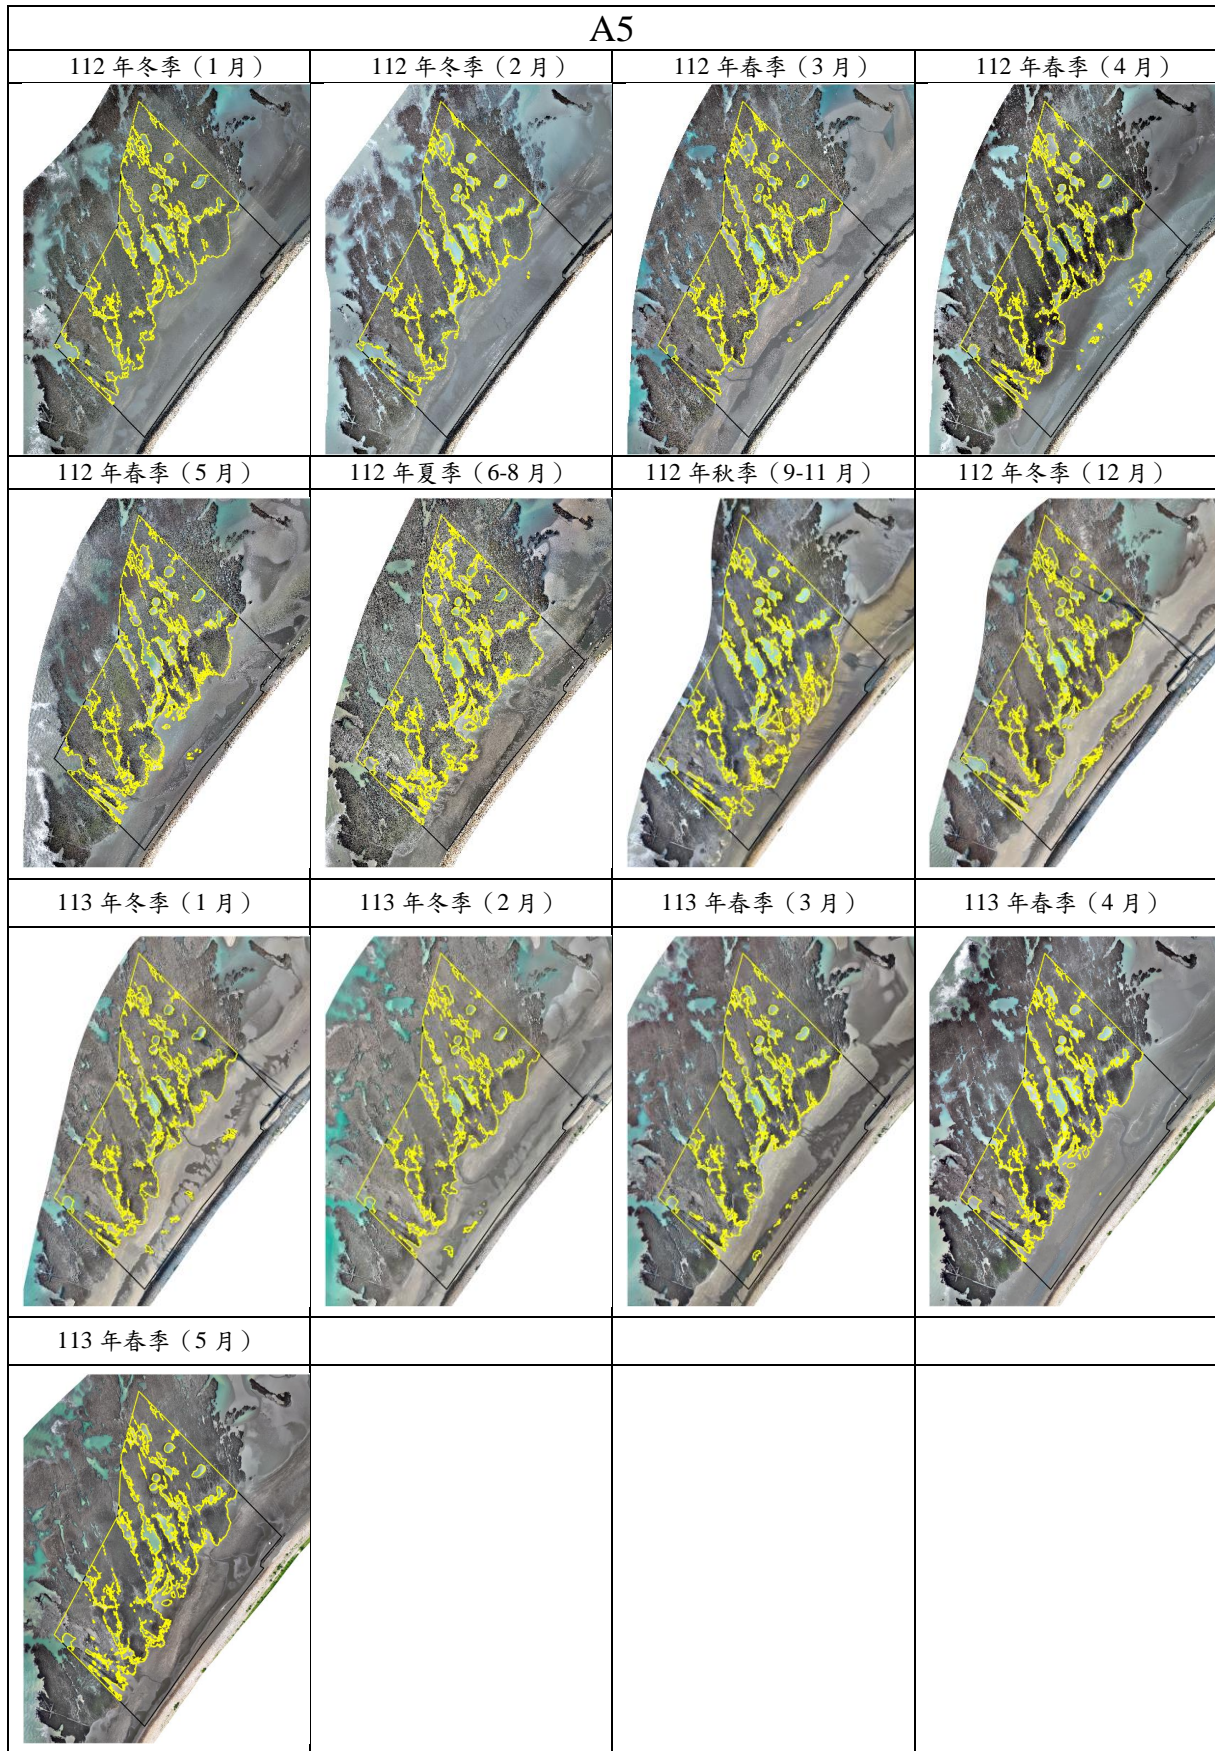 A5
112 年冬季（1 月）
112 年冬季（2 月）
112 年春季（3 月）
112 年春季（4 月）
112 年春季（5 月）
112 年夏季（6-8 月）
112 年秋季（9-11 月）
112 年冬季（12 月）
113 年冬季（1 月）
113 年冬季（2 月）
113 年春季（3 月）
113 年春季（4 月）
113 年春季（5 月）